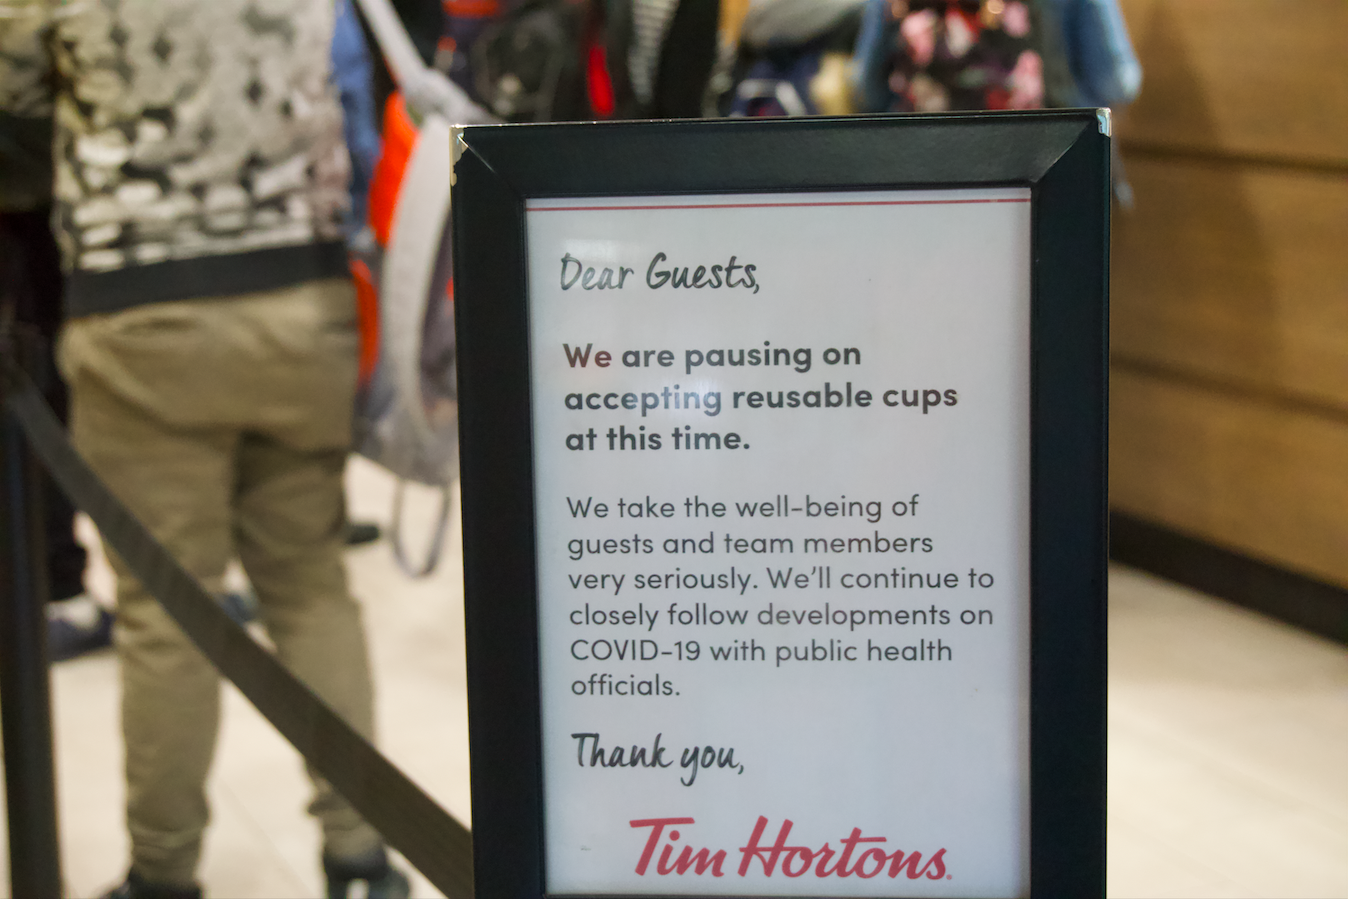 Dear Guests,
We are pausing on
accepting reusable cups
at this time.
We take the well-being of
guests and team members
very seriously. We'll continue to
closely follow developments on
COVID-19 with public health
officials.
Thank you,
Tim Hortons.